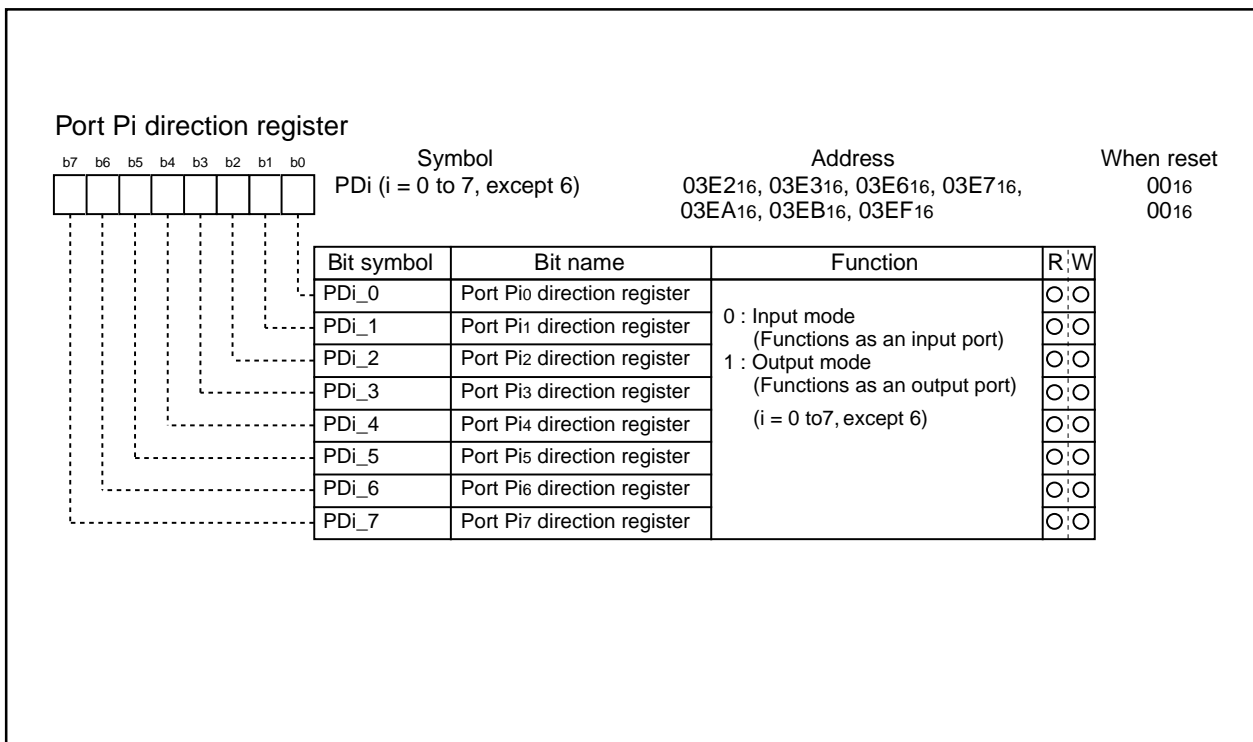 Port Pi direction register
b7 b6 b5 b4 b3 b2 b1 b0
Symbol Address When reset
PDi (i = 0 to 7, except 6) 03E216, 03E316, 03E616, 03E716, 0016
03EA16, 03EB16, 03EF16 0016
Bit symbol Bit name Function R W
PDi_0 Port Pi0 direction register
PDi_1 Port Pi1 direction register
PDi_2 Port Pi2 direction register
PDi_3 Port Pi3 direction register
PDi_4 Port Pi4 direction register
PDi_5 Port Pi5 direction register
PDi_6 Port Pi6 direction register
PDi_7 Port Pi7 direction register
0 : Input mode
(Functions as an input port)
1 : Output mode
(Functions as an output port)
(i = 0 to7, except 6)